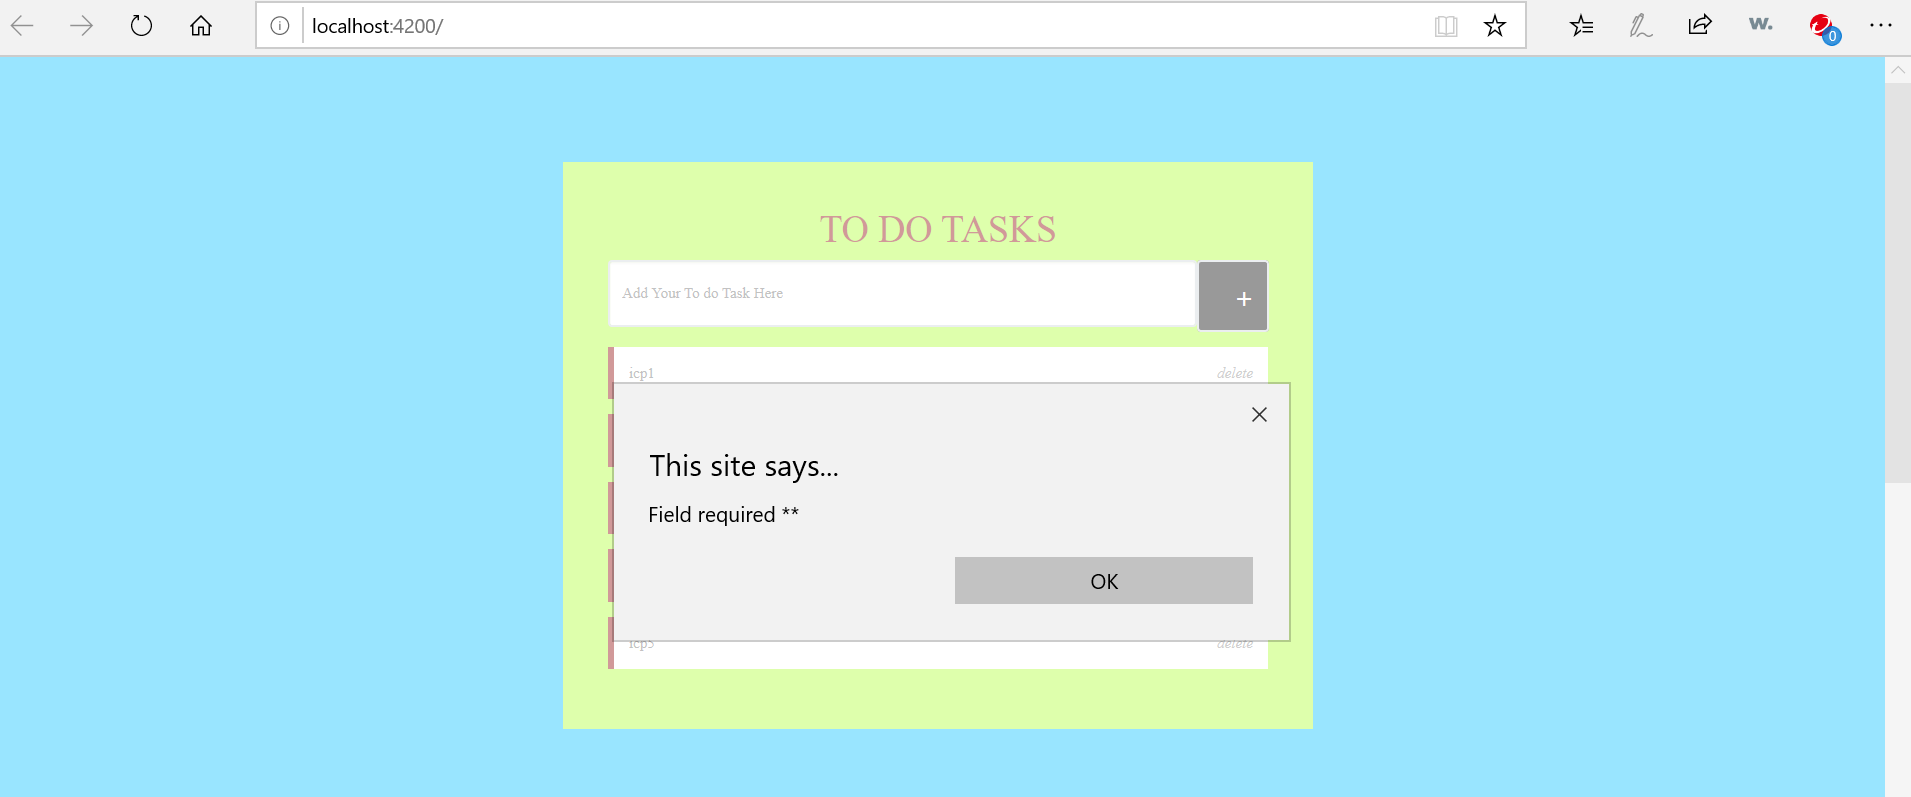 localhost:4200/
w.
0
TO DO TASKS
Add Your To do Task Here
+
icp1 delete
This site says...
Field required **
OK
icp5 delete